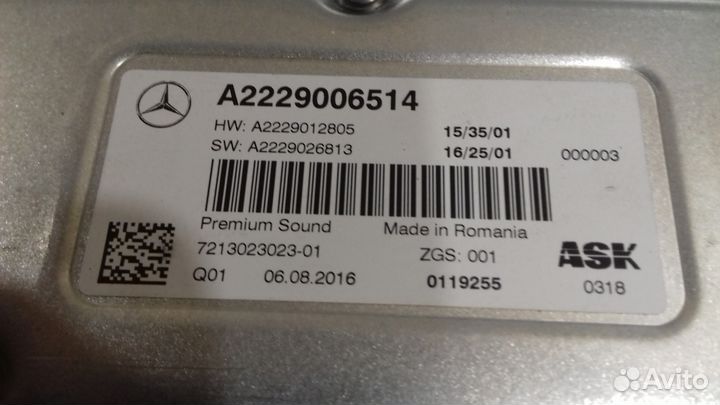 A2229006514
HW: A2229012805 15/35/01
SW: A2229026813 16/25/01 000003
Premium Sound Made in Romania
7213023023-01 ZGS: 001 ASK
Q01 06.08.2016 0119255 0318
Avito